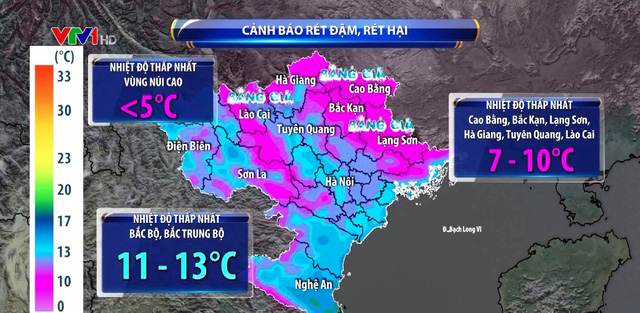 VTV1 HD
CẢNH BÁO RÉT ĐẬM, RÉT HẠI
(°C)
33
30
23
20
17
13
10
0
NHIỆT ĐỘ THẤP NHẤT
VÙNG NÚI CAO
<5°C
NHIỆT ĐỘ THẤP NHẤT
Cao Bằng, Bắc Kạn, Lạng Sơn,
Hà Giang, Tuyên Quang, Lào Cai
7 - 10°C
NHIỆT ĐỘ THẤP NHẤT
BẮC BỘ, BẮC TRUNG BỘ
11 - 13°C
Hà Giang
BĂNG GIÁ
Cao Bằng
BĂNG GIÁ
Lào Cai
Bắc Kạn
BĂNG GIÁ
Tuyên Quang
Lạng Sơn
Điện Biên
Sơn La
Hà Nội
Đ.Bạch Long Vĩ
Nghệ An